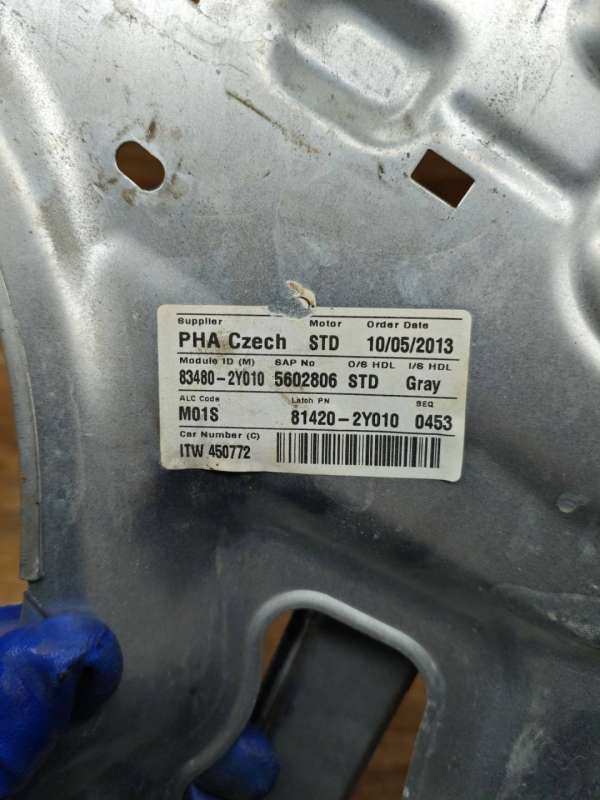 Supplier Motor Order Date
PHA Czech STD 10/05/2013
Module ID (M) SAP No O/S HDL I/S HDL
83480-2Y010 5602806 STD Gray
ALC Code Latch PN SEQ
M01S 81420-2Y010 0453
Car Number (C)
ITW 450772